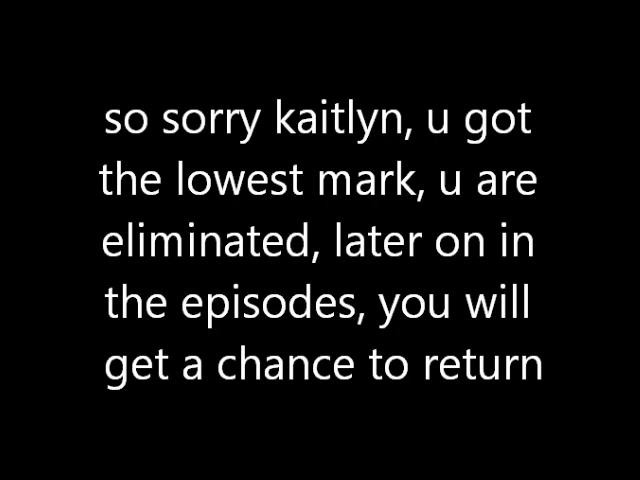 so sorry kaitlyn, u got
the lowest mark, u are
eliminated, later on in
the episodes, you will
get a chance to return